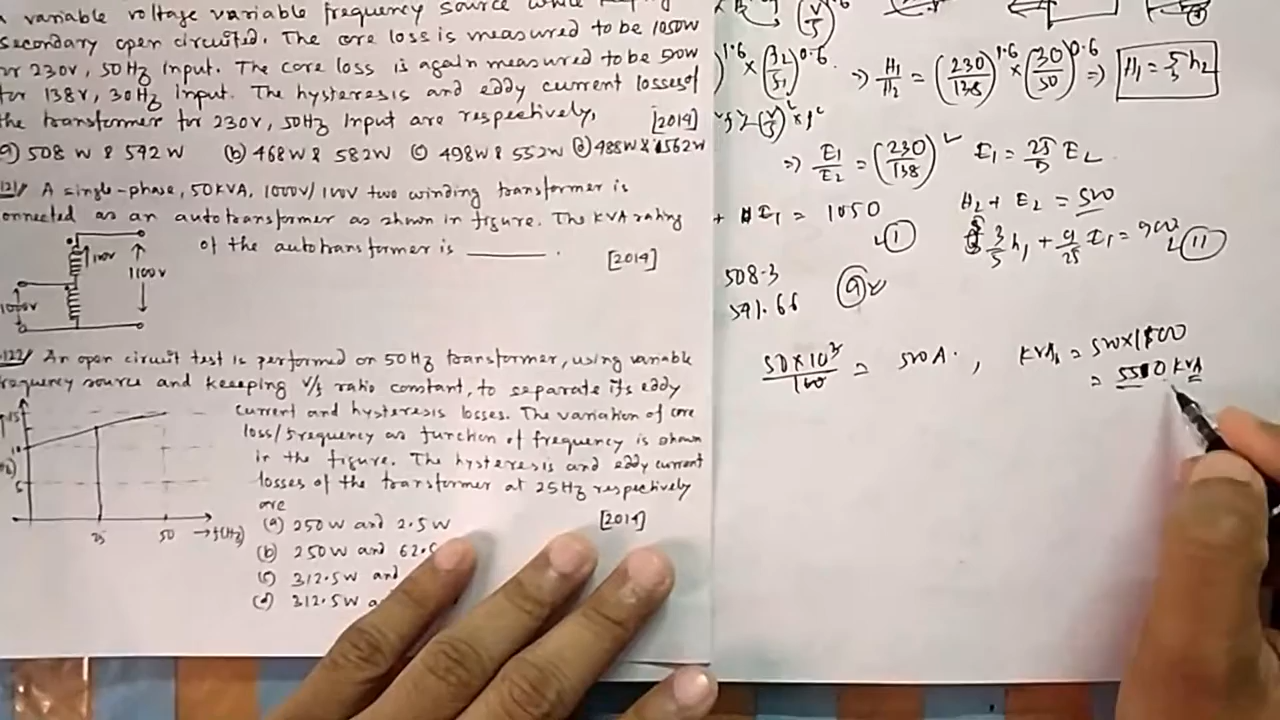 a variable voltage variable frequency source while
secondary open circuited. The core loss is measured to be 1050W
for 230V, 50Hz input. The core loss is again measured to be 500W
for 138V, 30Hz input. The hysteresis and eddy current losses of
the transformer for 230V, 50Hz input are respectively, [2014]
(a) 508 W & 592 W (b) 468W & 582W (c) 498W & 552W (d) 488W & 562W
121/ A single-phase, 50KVA, 1000V/100V two winding transformer is
connected as an autotransformer as shown in figure. The KVA rating
of the autotransformer is ______ . [2014]
100V
1100V
1000V
122/ An open circuit test is performed on 50Hz transformer, using variable
frequency source and keeping V/f ratio constant, to separate its eddy
current and hysteresis losses. The variation of core
loss/frequency as function of frequency is shown
in the figure. The hysteresis and eddy current
losses of the transformer at 25Hz respectively
are [2014]
15
10
5
25 50 → f(Hz)
(a) 250W and 2.5W
(b) 250W and 62.5
(c) 312.5W and
(d) 312.5W
⇒ H1/H2 = (230/138)^1.6 × (30/50)^0.6 ⇒ H1 = 5/3 h2
⇒ E1/E2 = (230/138)² E1 = 25/9 E2
+ E1 = 1050 (1) H2 + E2 = 500
3/5 h1 + 9/25 E1 = 500 (11)
508.3
591.66 (a)
50×10³/100 = 500A , KVA = 500×1100
= 550 KVA